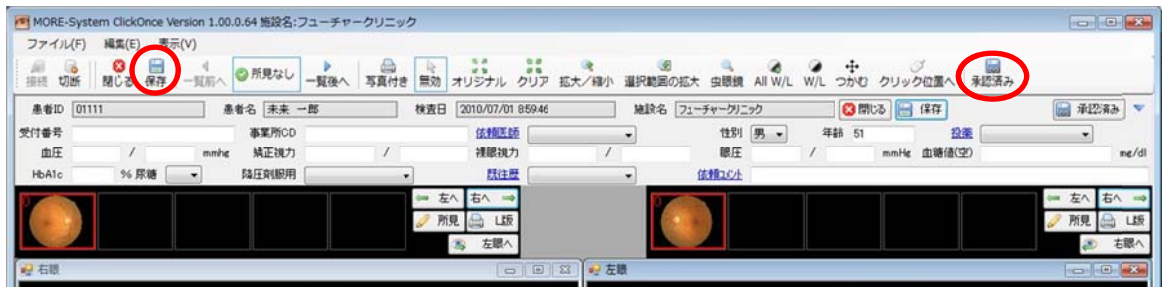 MORE-System ClickOnce Version 1.00.0.64 施設名:フューチャークリニック
ファイル(F) 編集(E) 表示(V)
接続 切断 閉じる 保存 一覧前へ 所見なし 一覧後へ 写真付き 無効 オリジナル クリア 拡大/縮小 選択範囲の拡大 虫眼鏡 All W/L W/L つかむ クリック位置へ 承認済み
患者ID 01111 患者名 未来 一郎 検査日 2010/07/01 8:59:46 施設名 フューチャークリニック 閉じる 保存 承認済み
受付番号 事業所CD 依頼医師 性別 男 年齢 51 投薬
血圧 / mmhg 矯正視力 / 裸眼視力 / 眼圧 / mmHg 血糖値(空) mg/dl
HbA1c % 尿糖 降圧剤服用 既往歴 依頼コメント
左へ 右へ 左へ 右へ
所見 L版 所見 L版
左眼へ 右眼へ
右眼 左眼